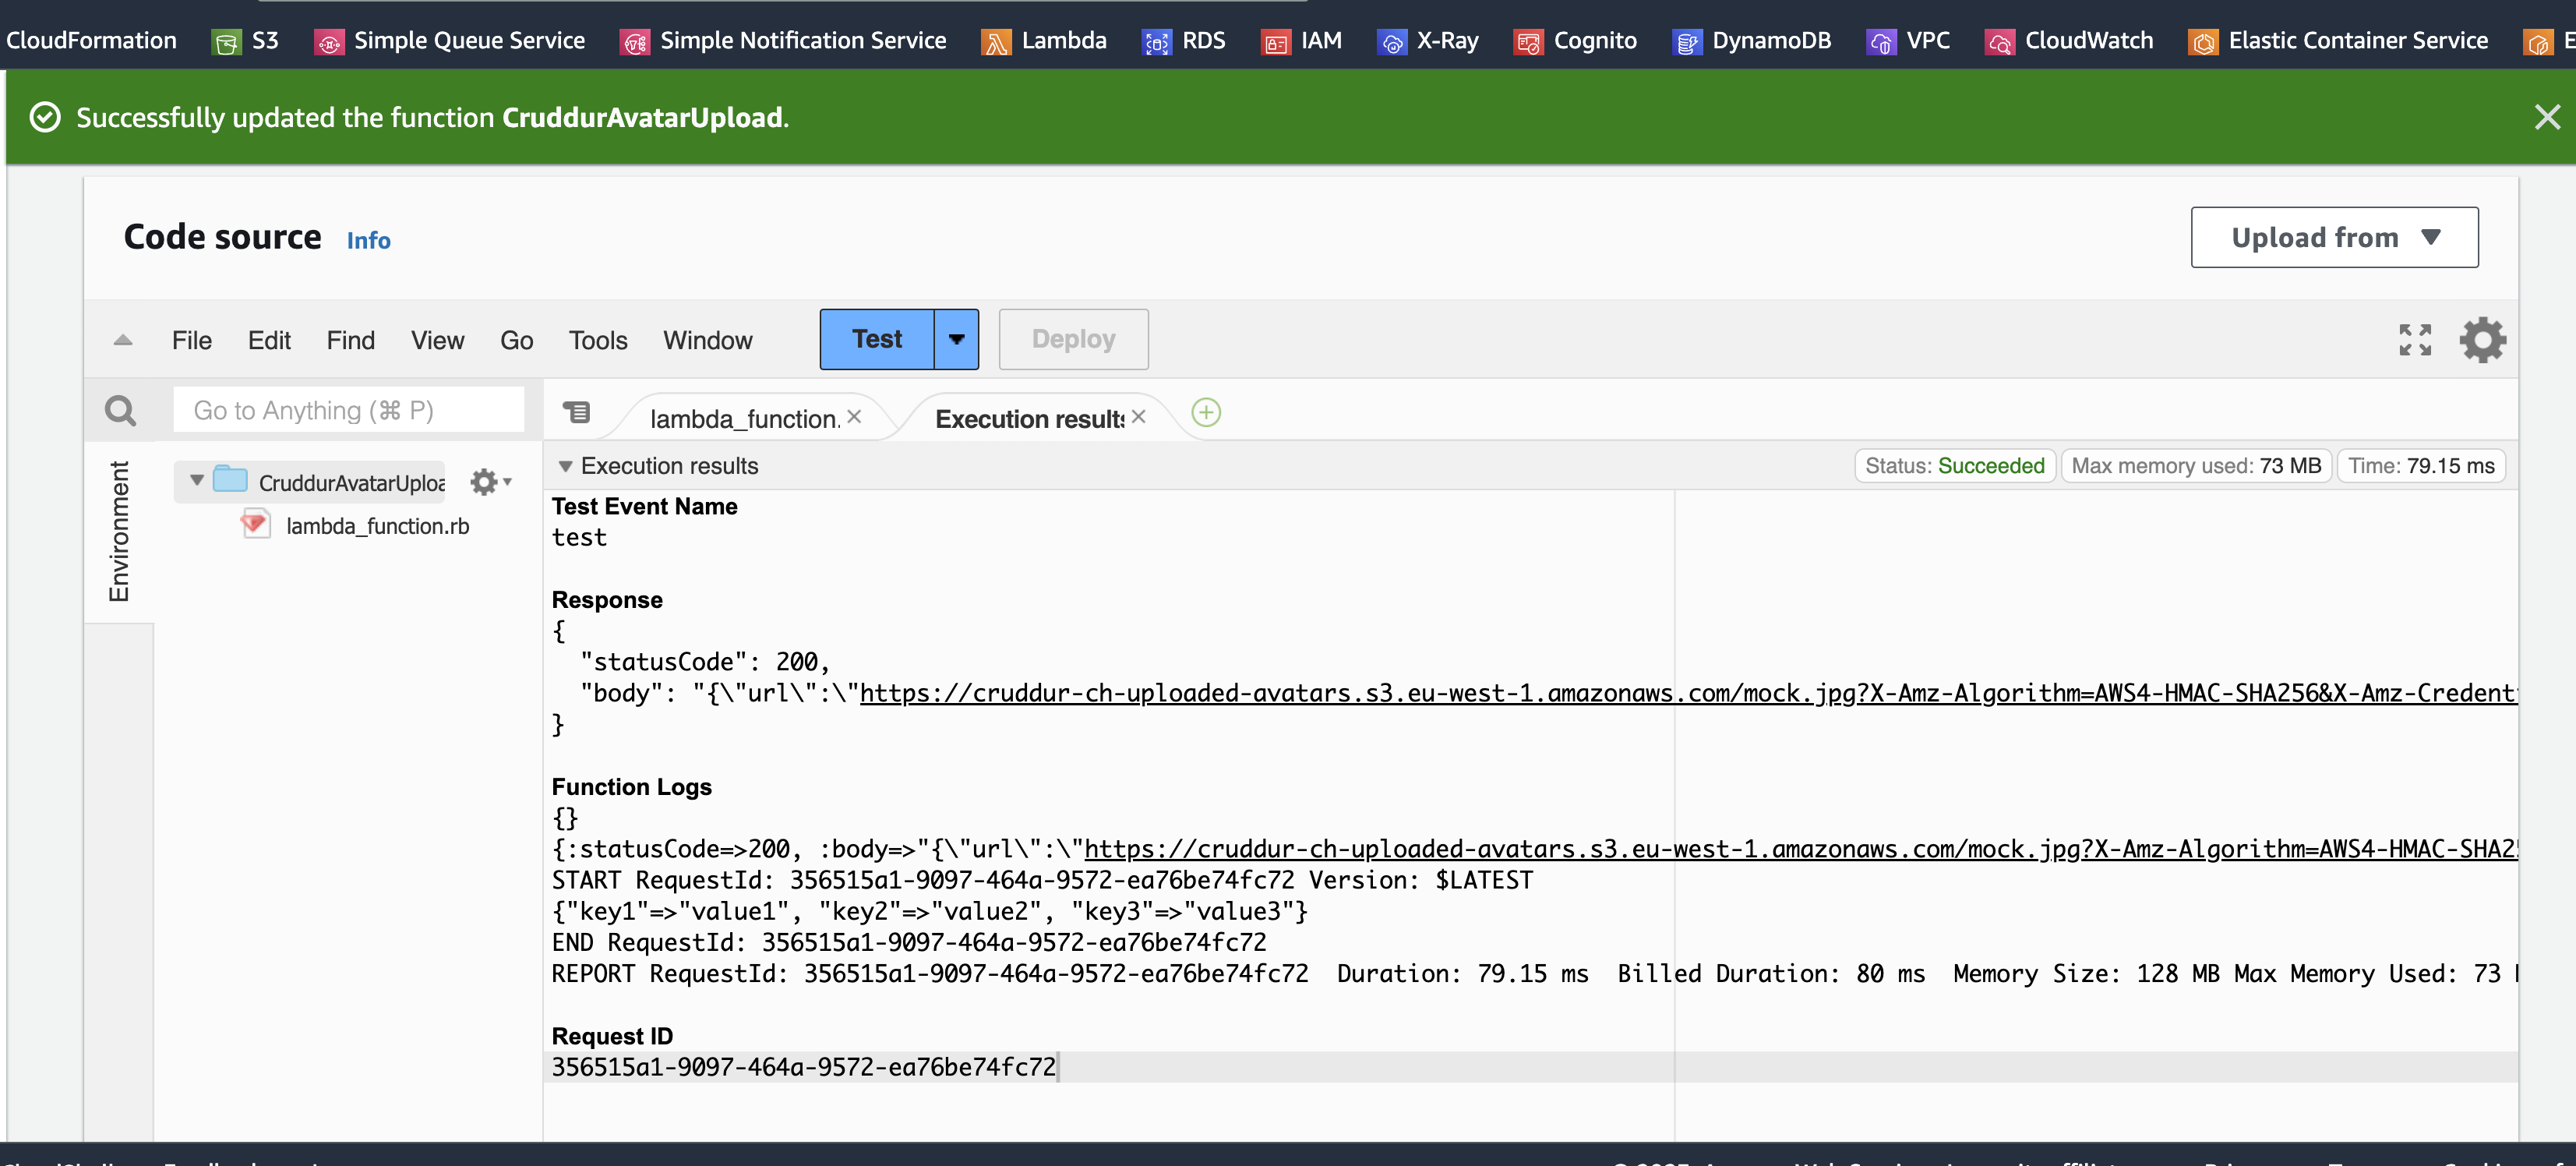 CloudFormation S3 Simple Queue Service Simple Notification Service Lambda RDS IAM X-Ray Cognito DynamoDB VPC CloudWatch Elastic Container Service E
Successfully updated the function CruddurAvatarUpload.
Code source Info
Upload from
File Edit Find View Go Tools Window Test Deploy
Go to Anything (⌘ P)
lambda_function. Execution results
Environment
CruddurAvatarUploa
lambda_function.rb
Execution results
Status: Succeeded Max memory used: 73 MB Time: 79.15 ms
Test Event Name
test
Response
{
"statusCode": 200,
"body": "{\"url\":\"https://cruddur-ch-uploaded-avatars.s3.eu-west-1.amazonaws.com/mock.jpg?X-Amz-Algorithm=AWS4-HMAC-SHA256&X-Amz-Credent
}
Function Logs
{}
{:statusCode=>200, :body=>"{\"url\":\"https://cruddur-ch-uploaded-avatars.s3.eu-west-1.amazonaws.com/mock.jpg?X-Amz-Algorithm=AWS4-HMAC-SHA2
START RequestId: 356515a1-9097-464a-9572-ea76be74fc72 Version: $LATEST
{"key1"=>"value1", "key2"=>"value2", "key3"=>"value3"}
END RequestId: 356515a1-9097-464a-9572-ea76be74fc72
REPORT RequestId: 356515a1-9097-464a-9572-ea76be74fc72 Duration: 79.15 ms Billed Duration: 80 ms Memory Size: 128 MB Max Memory Used: 73
Request ID
356515a1-9097-464a-9572-ea76be74fc72